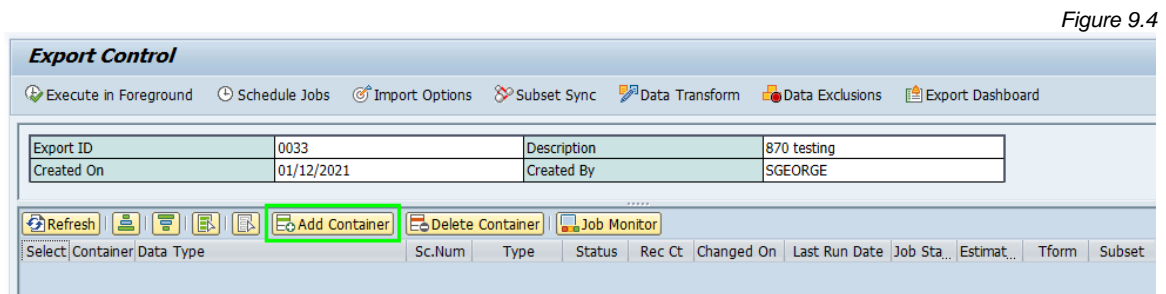 Figure 9.4
Export Control
Execute in Foreground Schedule Jobs Import Options Subset Sync Data Transform Data Exclusions Export Dashboard
Export ID 0033 Description 870 testing
Created On 01/12/2021 Created By SGEORGE
Refresh Add Container Delete Container Job Monitor
Select Container Data Type Sc.Num Type Status Rec Ct Changed On Last Run Date Job Sta... Estimat... Tform Subset